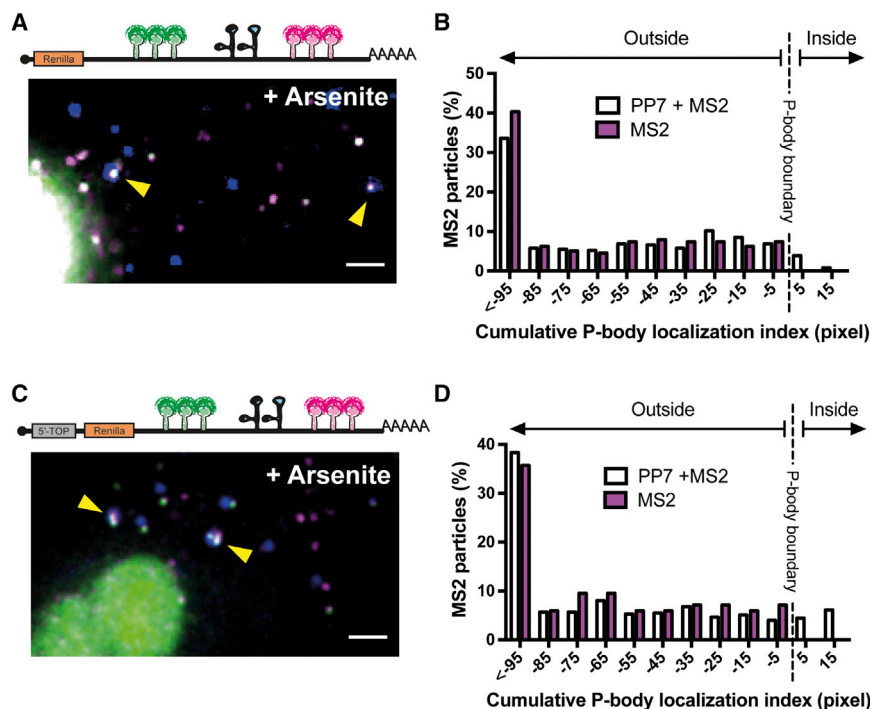 A
Renilla
AAAAA
+ Arsenite
B
Outside
Inside
PP7 + MS2
MS2
P-body boundary
MS2 particles (%)
50
40
30
20
10
0
<-95
-85
-75
-65
-55
-45
-35
-25
-15
-5
5
15
Cumulative P-body localization index (pixel)
C
5'-TOP
Renilla
AAAAA
+ Arsenite
D
Outside
Inside
PP7 +MS2
MS2
P-body boundary
MS2 particles (%)
40
30
20
10
0
<-95
-85
-75
-65
-55
-45
-35
-25
-15
-5
5
15
Cumulative P-body localization index (pixel)